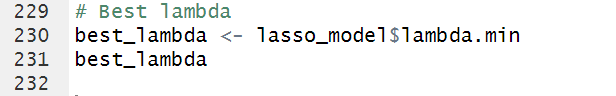 229 # Best lambda
230 best_lambda <- lasso_model$lambda.min
231 best_lambda
232